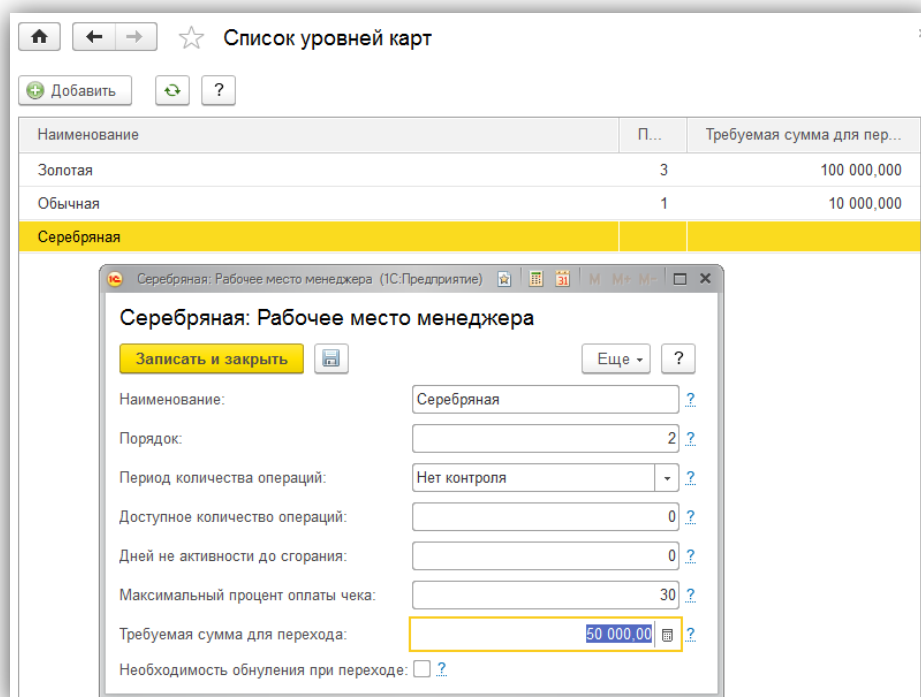 Список уровней карт
Добавить ?
Наименование П... Требуемая сумма для пер...
Золотая 3 100 000,000
Обычная 1 10 000,000
Серебряная
1С Серебряная: Рабочее место менеджера (1С:Предприятие) 31 M M+ M-
Серебряная: Рабочее место менеджера
Записать и закрыть Еще ?
Наименование: Серебряная ?
Порядок: 2 ?
Период количества операций: Нет контроля ?
Доступное количество операций: 0 ?
Дней не активности до сгорания: 0 ?
Максимальный процент оплаты чека: 30 ?
Требуемая сумма для перехода: 50 000,00 ?
Необходимость обнуления при переходе: ?